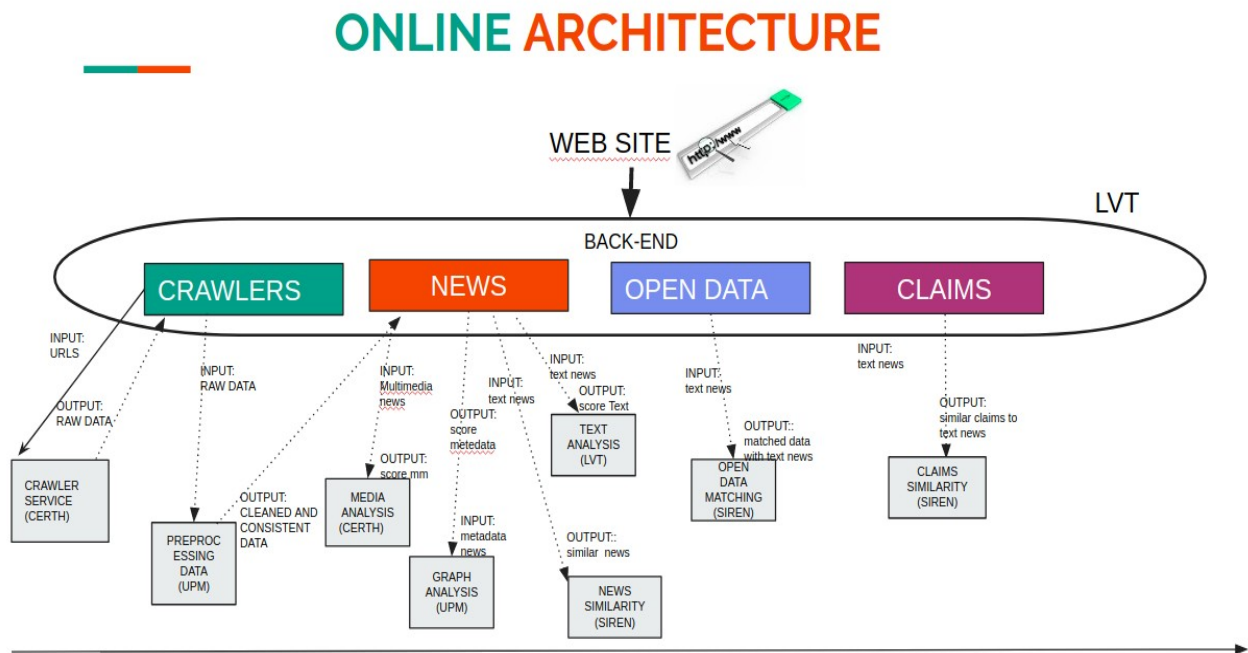 ONLINE ARCHITECTURE
WEB SITE
http://www
LVT
BACK-END
CRAWLERS
NEWS
OPEN DATA
CLAIMS
INPUT:
URLS
OUTPUT:
RAW DATA
INPUT:
RAW DATA
INPUT:
Multimedia
news
INPUT:
text news
INPUT:
text news
OUTPUT:
score Text
OUTPUT:
score
metedata
INPUT:
text news
INPUT:
text news
OUTPUT:
similar claims to
text news
OUTPUT::
matched data
with text news
OUTPUT:
score mm
CRAWLER
SERVICE
(CERTH)
OUTPUT:
CLEANED AND
CONSISTENT
DATA
PREPROC
ESSING
DATA
(UPM)
MEDIA
ANALYSIS
(CERTH)
INPUT:
metadata
news
GRAPH
ANALYSIS
(UPM)
TEXT
ANALYSIS
(LVT)
OUTPUT::
similar news
NEWS
SIMILARITY
(SIREN)
OPEN
DATA
MATCHING
(SIREN)
CLAIMS
SIMILARITY
(SIREN)